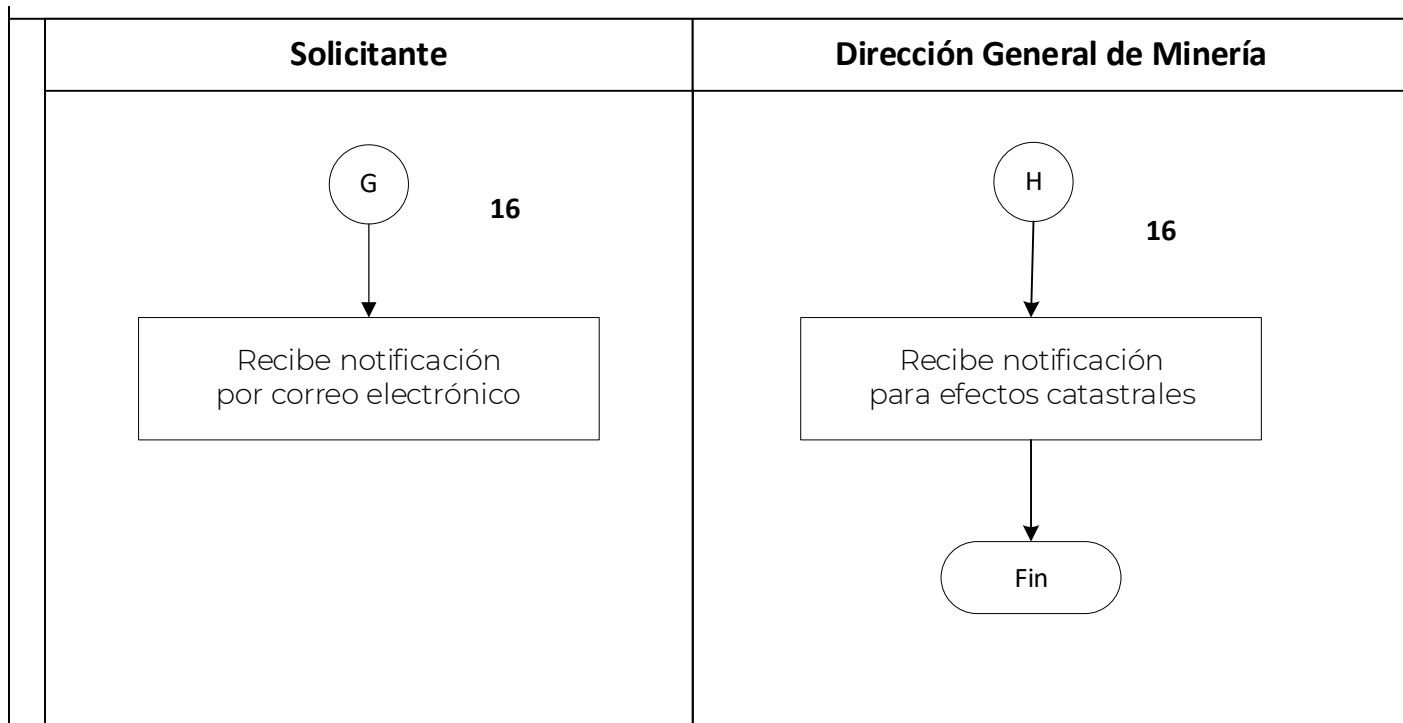 Solicitante
Dirección General de Minería
G
16
Recibe notificación
por correo electrónico
H
16
Recibe notificación
para efectos catastrales
Fin